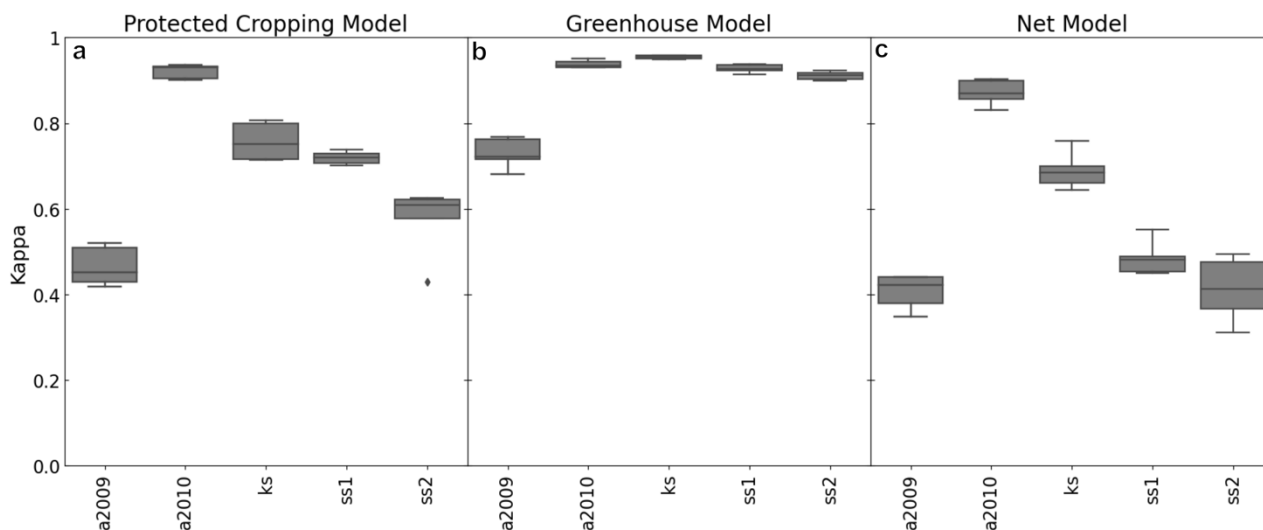 Protected Cropping Model Greenhouse Model Net Model
a b c
Kappa
1
0.8
0.6
0.4
0.2
0.0
a2009 a2010 ks ss1 ss2 a2009 a2010 ks ss1 ss2 a2009 a2010 ks ss1 ss2